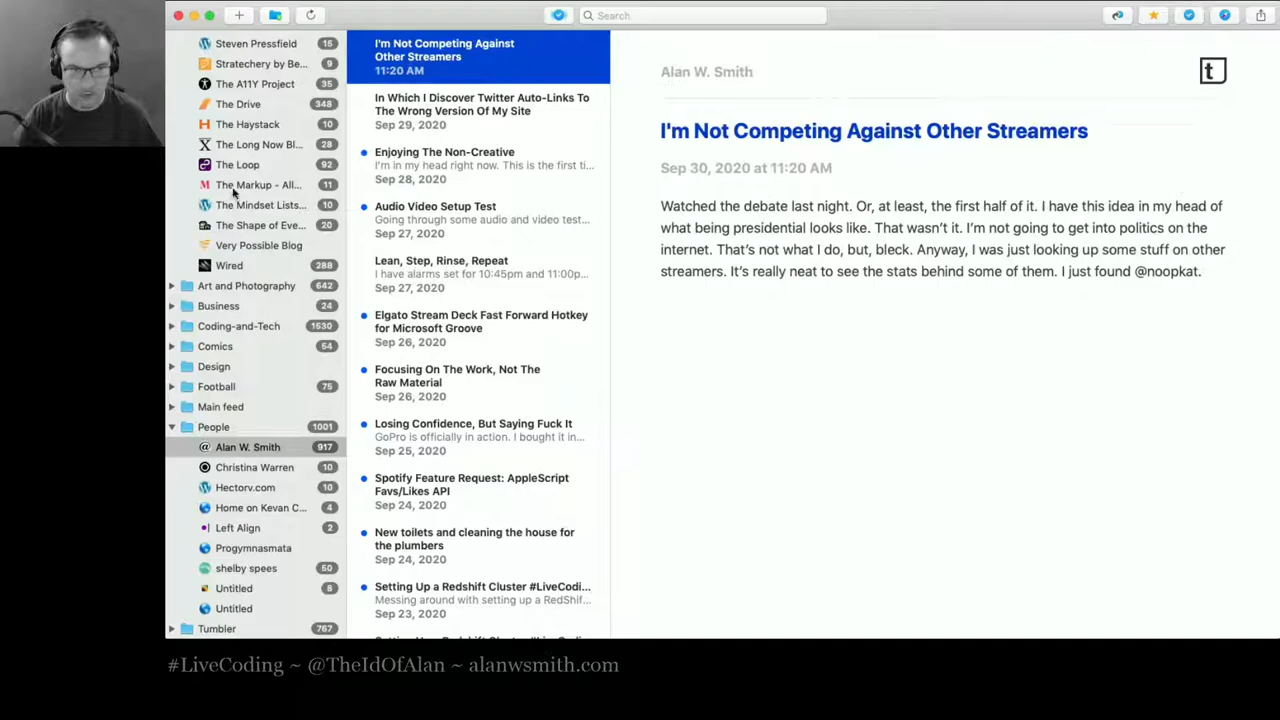 Search
Steven Pressfield 15
Stratechery by Be... 9
The A11Y Project 35
The Drive 348
The Haystack 10
The Long Now Bl... 28
The Loop 92
The Markup - All... 11
The Mindset Lists... 10
The Shape of Eve... 20
Very Possible Blog
Wired 288
Art and Photography 642
Business 24
Coding-and-Tech 1530
Comics 54
Design
Football 75
Main feed
People 1001
@ Alan W. Smith 917
Christina Warren 10
Hectorv.com 10
Home on Kevan C... 4
Left Align 2
Progymnasmata
shelby spees 50
Untitled 8
Untitled
Tumbler 767
I'm Not Competing Against
Other Streamers
11:20 AM
In Which I Discover Twitter Auto-Links To
The Wrong Version Of My Site
Sep 29, 2020
Enjoying The Non-Creative
I'm in my head right now. This is the first ti...
Sep 28, 2020
Audio Video Setup Test
Going through some audio and video test...
Sep 27, 2020
Lean, Step, Rinse, Repeat
I have alarms set for 10:45pm and 11:00p...
Sep 27, 2020
Elgato Stream Deck Fast Forward Hotkey
for Microsoft Groove
Sep 26, 2020
Focusing On The Work, Not The
Raw Material
Sep 26, 2020
Losing Confidence, But Saying Fuck It
GoPro is officially in action. I bought it in...
Sep 25, 2020
Spotify Feature Request: AppleScript
Favs/Likes API
Sep 24, 2020
New toilets and cleaning the house for
the plumbers
Sep 24, 2020
Setting Up a Redshift Cluster #LiveCodi...
Messing around with setting up a RedShif...
Sep 23, 2020
Alan W. Smith
t
I'm Not Competing Against Other Streamers
Sep 30, 2020 at 11:20 AM
Watched the debate last night. Or, at least, the first half of it. I have this idea in my head of
what being presidential looks like. That wasn't it. I'm not going to get into politics on the
internet. That's not what I do, but, bleck. Anyway, I was just looking up some stuff on other
streamers. It's really neat to see the stats behind some of them. I just found @noopkat.
#LiveCoding ~ @TheIdOfAlan ~ alanwsmith.com